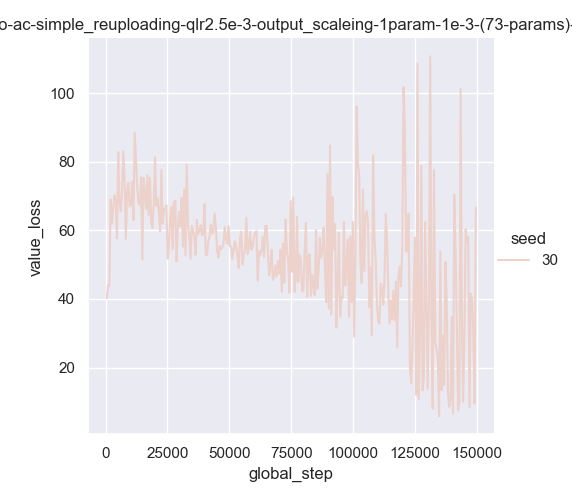 o-ac-simple_reuploading-qlr2.5e-3-output_scaleing-1param-1e-3-(73-params)-
100
80
60
40
20
value_loss
seed
30
0 25000 50000 75000 100000 125000 150000
global_step